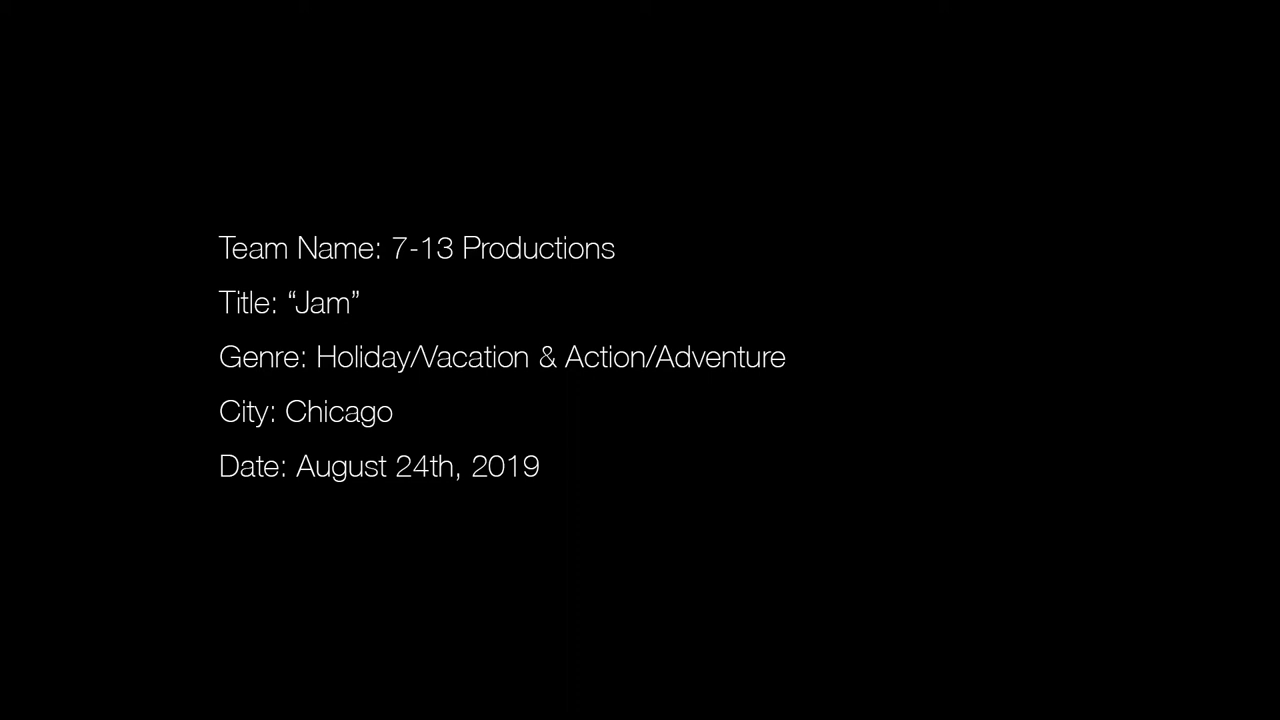 Team Name: 7-13 Productions
Title: “Jam”
Genre: Holiday/Vacation & Action/Adventure
City: Chicago
Date: August 24th, 2019